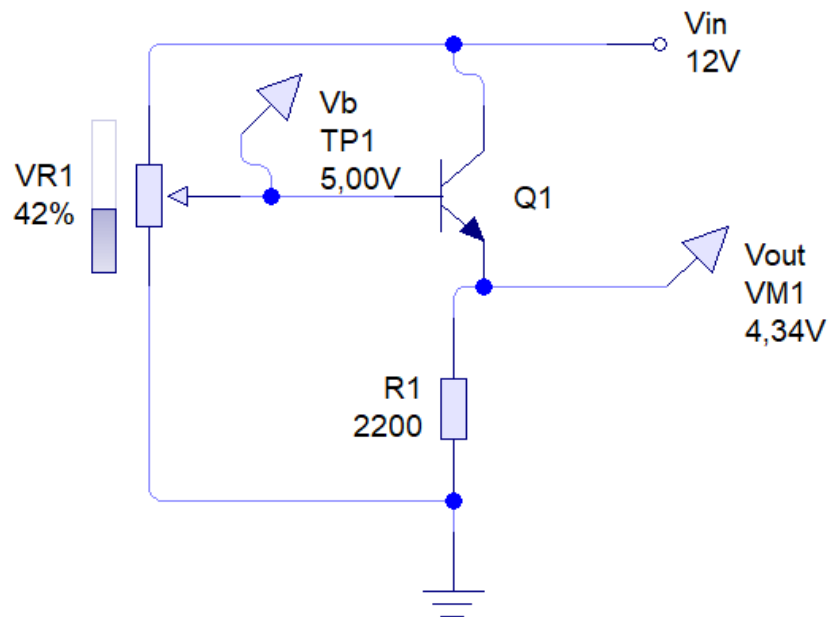 Vin
12V
Vb
TP1
5,00V
VR1
42%
Q1
Vout
VM1
4,34V
R1
2200